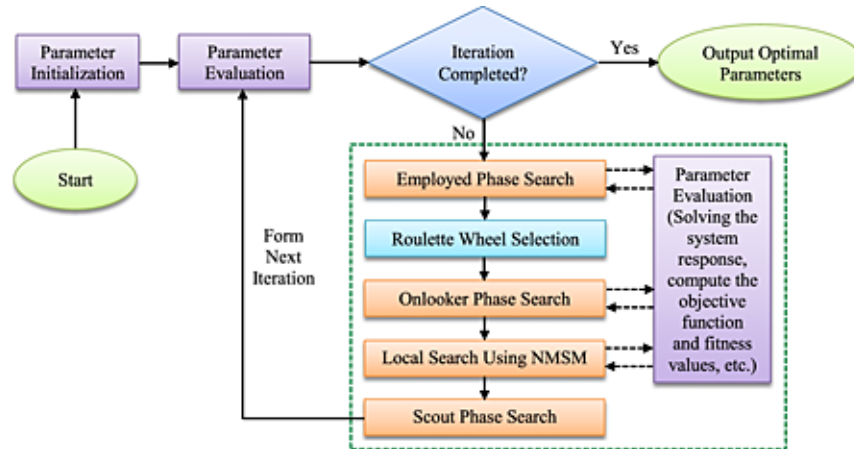 Parameter
Initialization
Parameter
Evaluation
Iteration
Completed?
Yes
Output Optimal
Parameters
Start
No
Form
Next
Iteration
Employed Phase Search
Roulette Wheel Selection
Onlooker Phase Search
Local Search Using NMSM
Scout Phase Search
Parameter
Evaluation
(Solving the
system
response,
compute the
objective
function
and fitness
values, etc.)